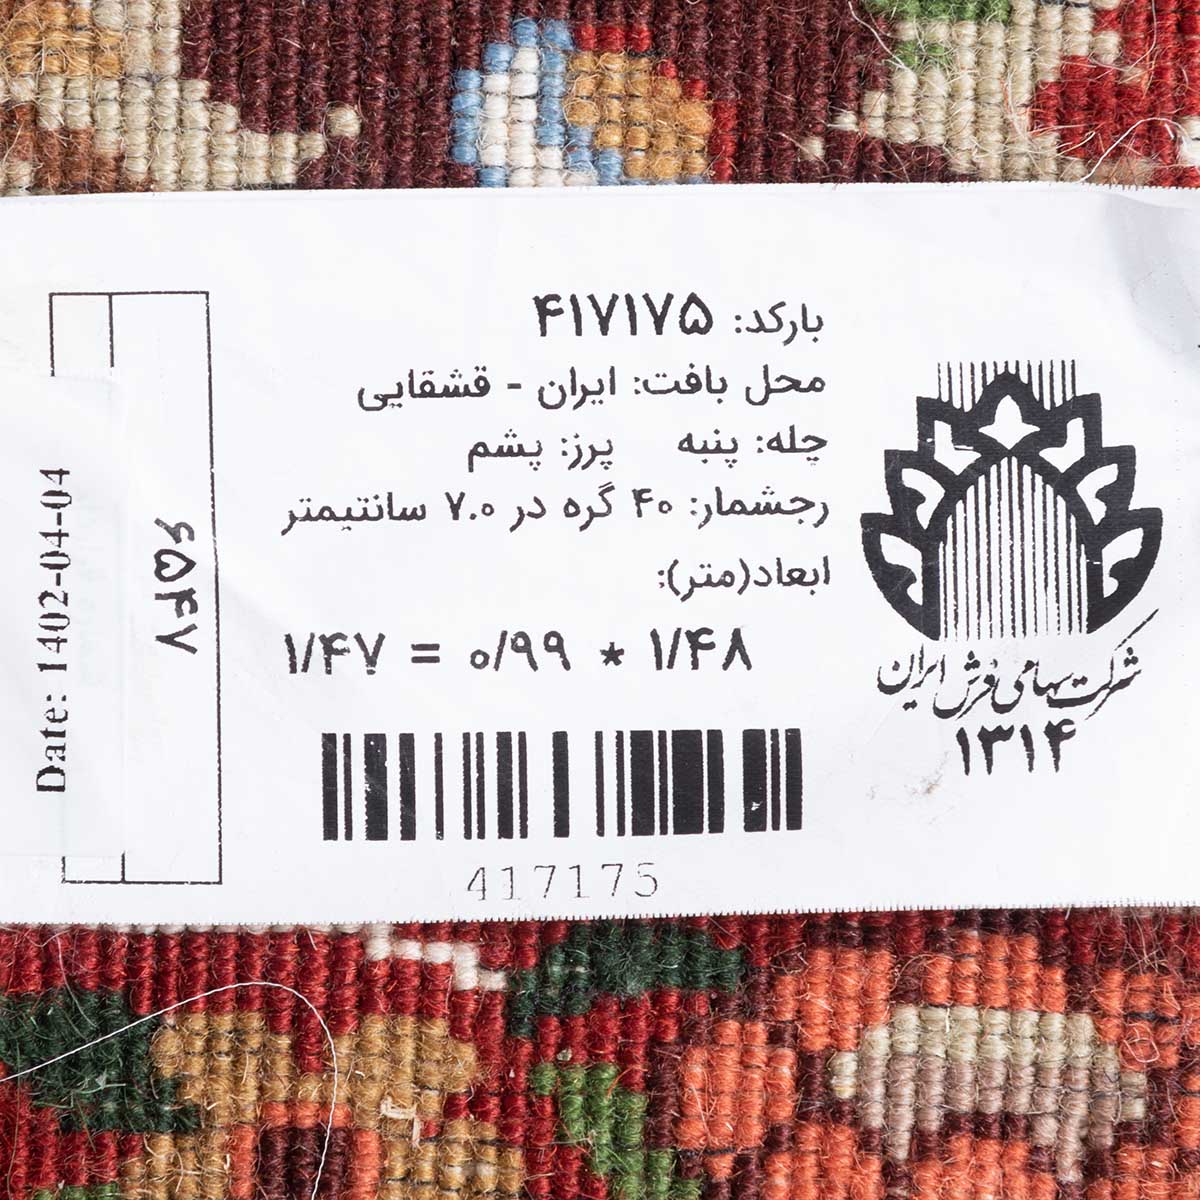 بارکد: ۴۱۷۱۷۵
محل بافت: ایران - قشقایی
چله: پنبه پرز: پشم
رجشمار: ۴۰ گره در ۷.۰ سانتیمتر
ابعاد(متر):
۱/۴۷ = ۰/۹۹ * ۱/۴۸
417175
شرکت سهامی فرش ایران
۱۳۱۴
۶۵۴۷
Date: 1402-04-04